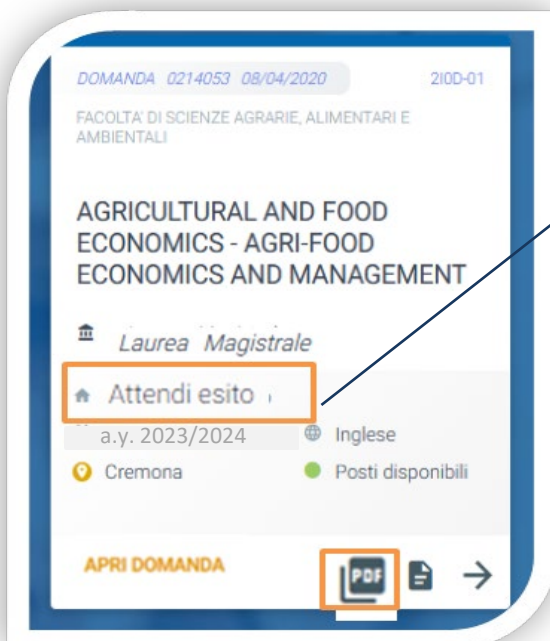 DOMANDA 0214053 08/04/2020 2I0D-01
FACOLTA' DI SCIENZE AGRARIE, ALIMENTARI E
AMBIENTALI
AGRICULTURAL AND FOOD
ECONOMICS - AGRI-FOOD
ECONOMICS AND MANAGEMENT
Laurea Magistrale
Attendi esito
a.y. 2023/2024 Inglese
Cremona Posti disponibili
APRI DOMANDA PDF